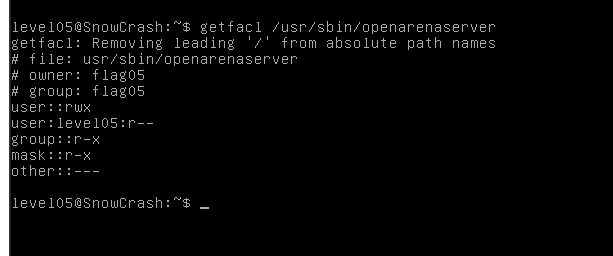 level05@SnowCrash:~$ getfacl /usr/sbin/openarenaserver
getfacl: Removing leading '/' from absolute path names
# file: usr/sbin/openarenaserver
# owner: flag05
# group: flag05
user::rwx
user:level05:r--
group::r-x
mask::r-x
other::---
level05@SnowCrash:~$ _